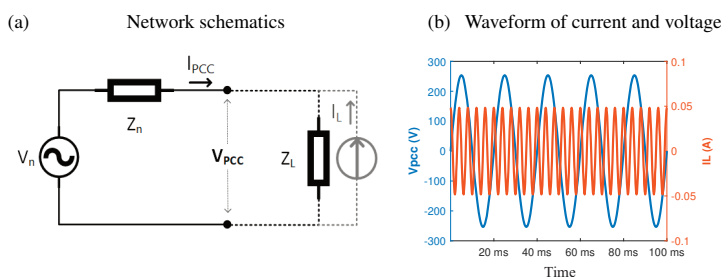 (a) Network schematics
I_PCC
Z_n
V_n
V_PCC
Z_L
I_L
(b) Waveform of current and voltage
300
200
100
0
-100
-200
-300
Vpcc (V)
0.1
0.05
0
-0.05
-0.1
IL (A)
20 ms 40 ms 60 ms 80 ms 100 ms
Time